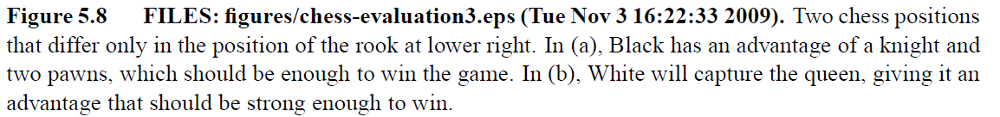 Figure 5.8 FILES: figures/chess-evaluation3.eps (Tue Nov 3 16:22:33 2009). Two chess positions
that differ only in the position of the rook at lower right. In (a), Black has an advantage of a knight and
two pawns, which should be enough to win the game. In (b), White will capture the queen, giving it an
advantage that should be strong enough to win.